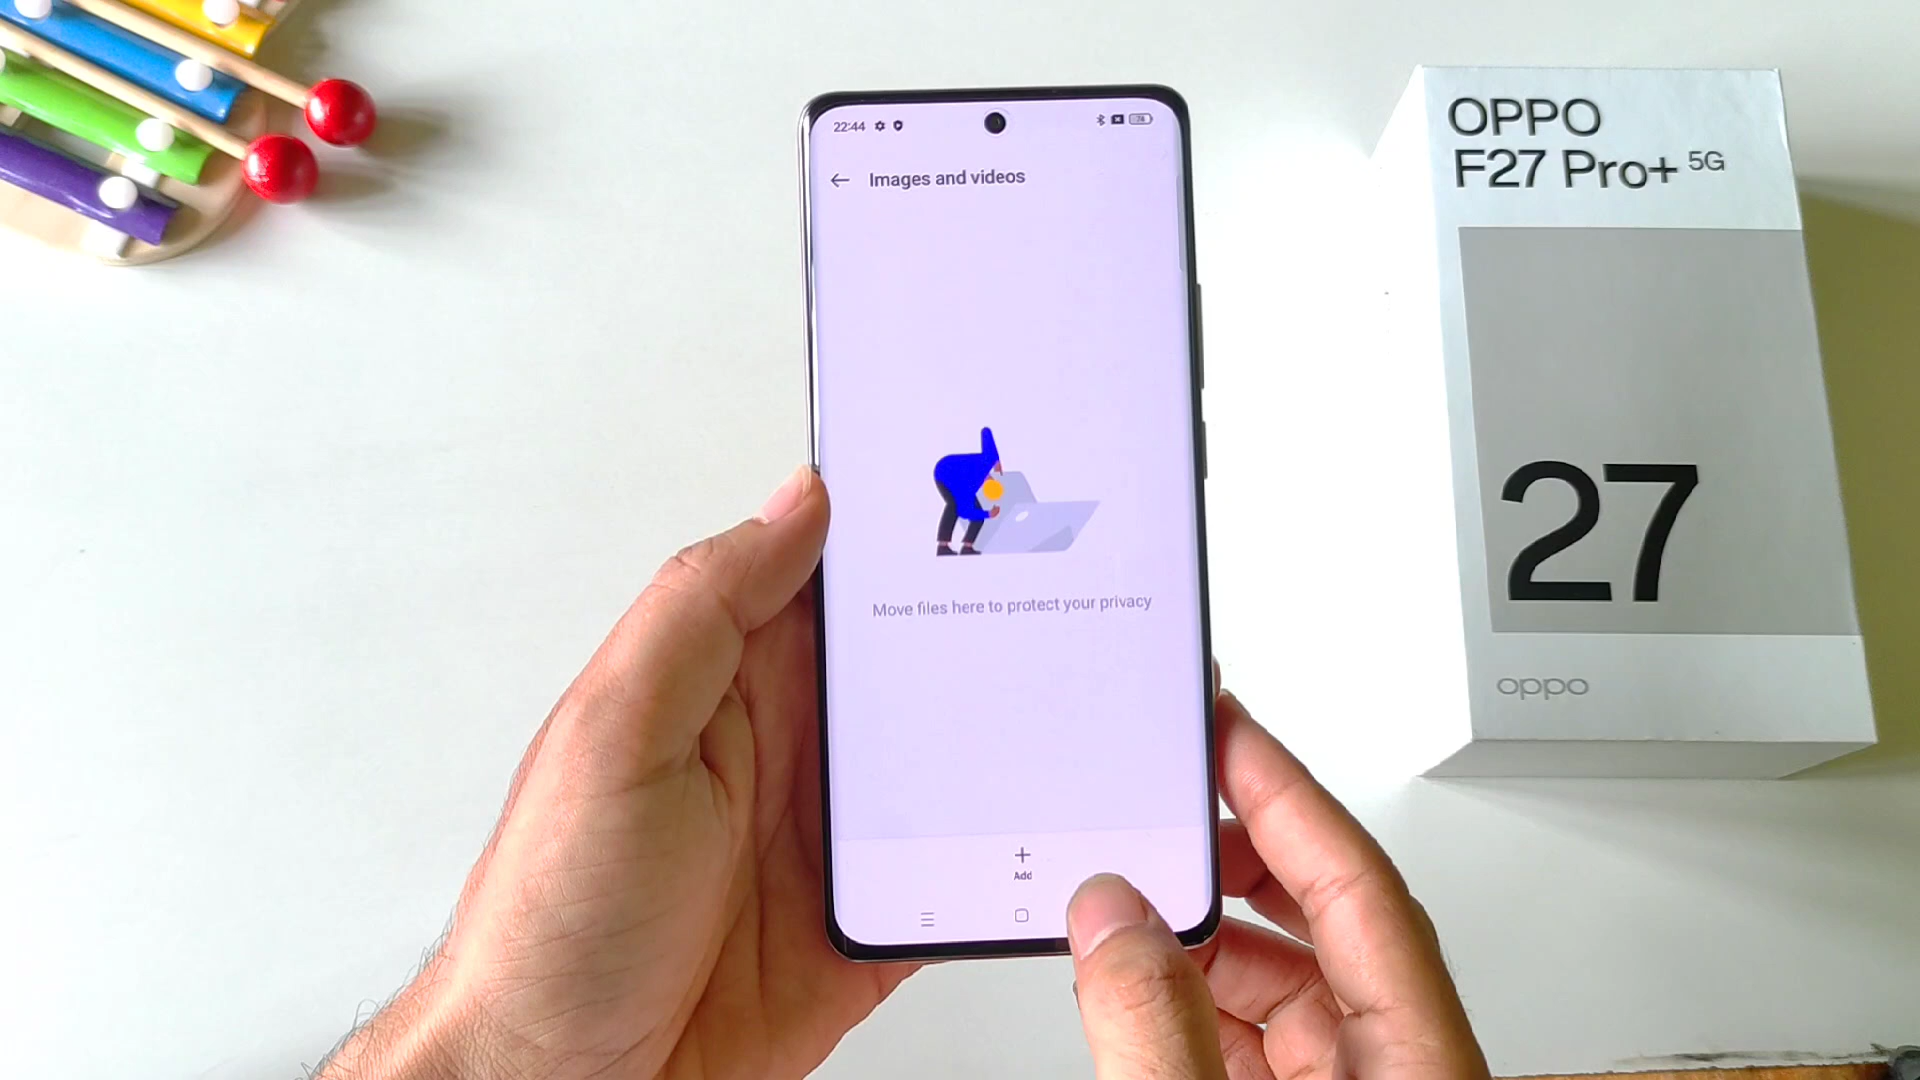 22:44
Images and videos
Move files here to protect your privacy
Add
OPPO
F27 Pro+ 5G
27
oppo